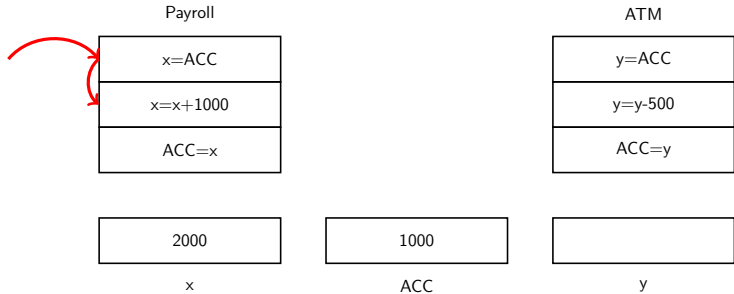 Payroll
ATM
x=ACC
y=ACC
x=x+1000
y=y-500
ACC=x
ACC=y
2000
1000
x
ACC
y